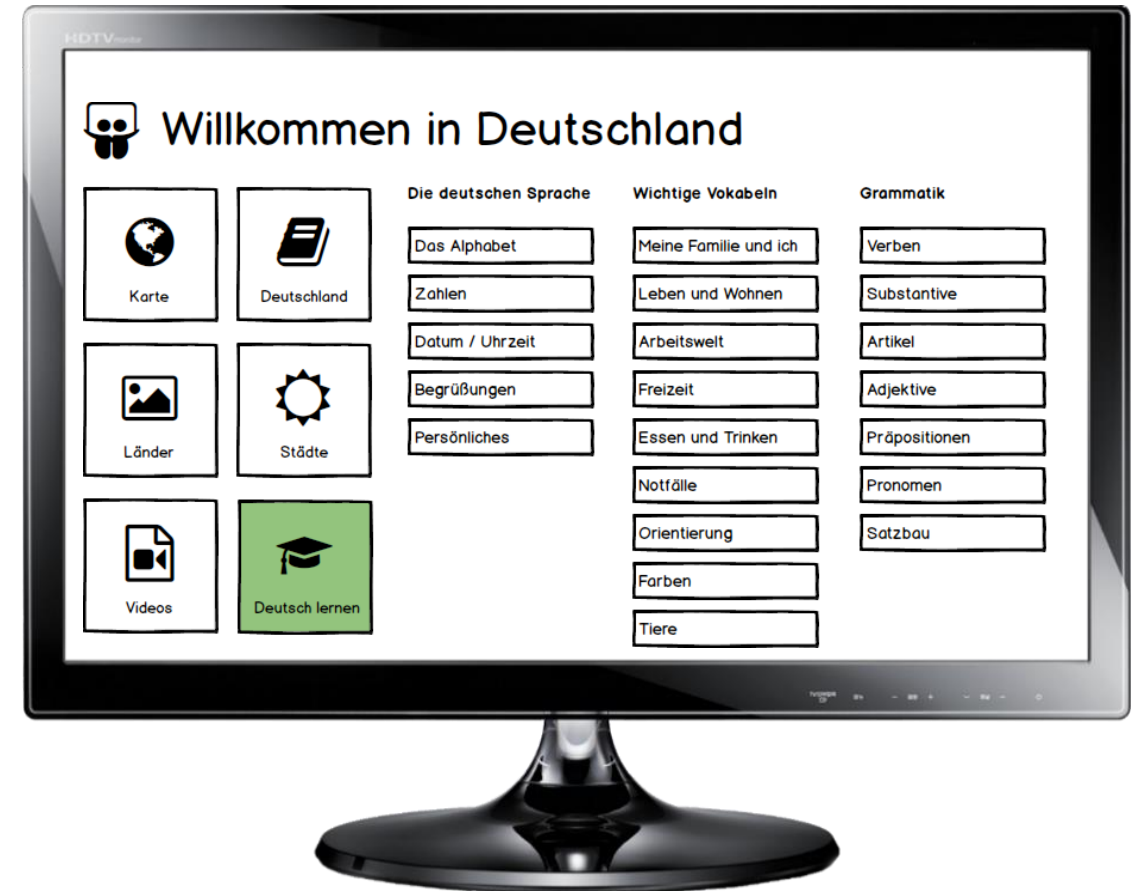 HDTV monitor
Willkommen in Deutschland
Karte
Deutschland
Länder
Städte
Videos
Deutsch lernen
Die deutschen Sprache
Das Alphabet
Zahlen
Datum / Uhrzeit
Begrüßungen
Persönliches
Wichtige Vokabeln
Meine Familie und ich
Leben und Wohnen
Arbeitswelt
Freizeit
Essen und Trinken
Notfälle
Orientierung
Farben
Tiere
Grammatik
Verben
Substantive
Artikel
Adjektive
Präpositionen
Pronomen
Satzbau